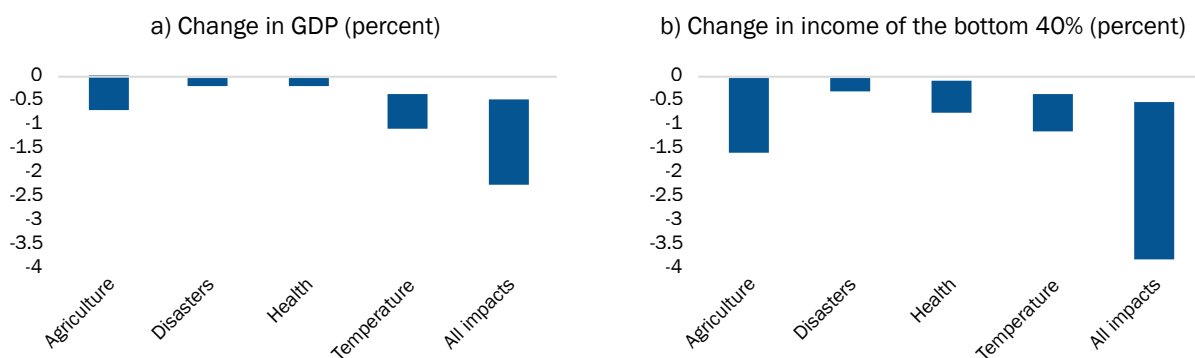 a) Change in GDP (percent)
0
-0.5
-1
-1.5
-2
-2.5
-3
-3.5
-4
Agriculture
Disasters
Health
Temperature
All impacts
b) Change in income of the bottom 40% (percent)
0
-0.5
-1
-1.5
-2
-2.5
-3
-3.5
-4
Agriculture
Disasters
Health
Temperature
All impacts